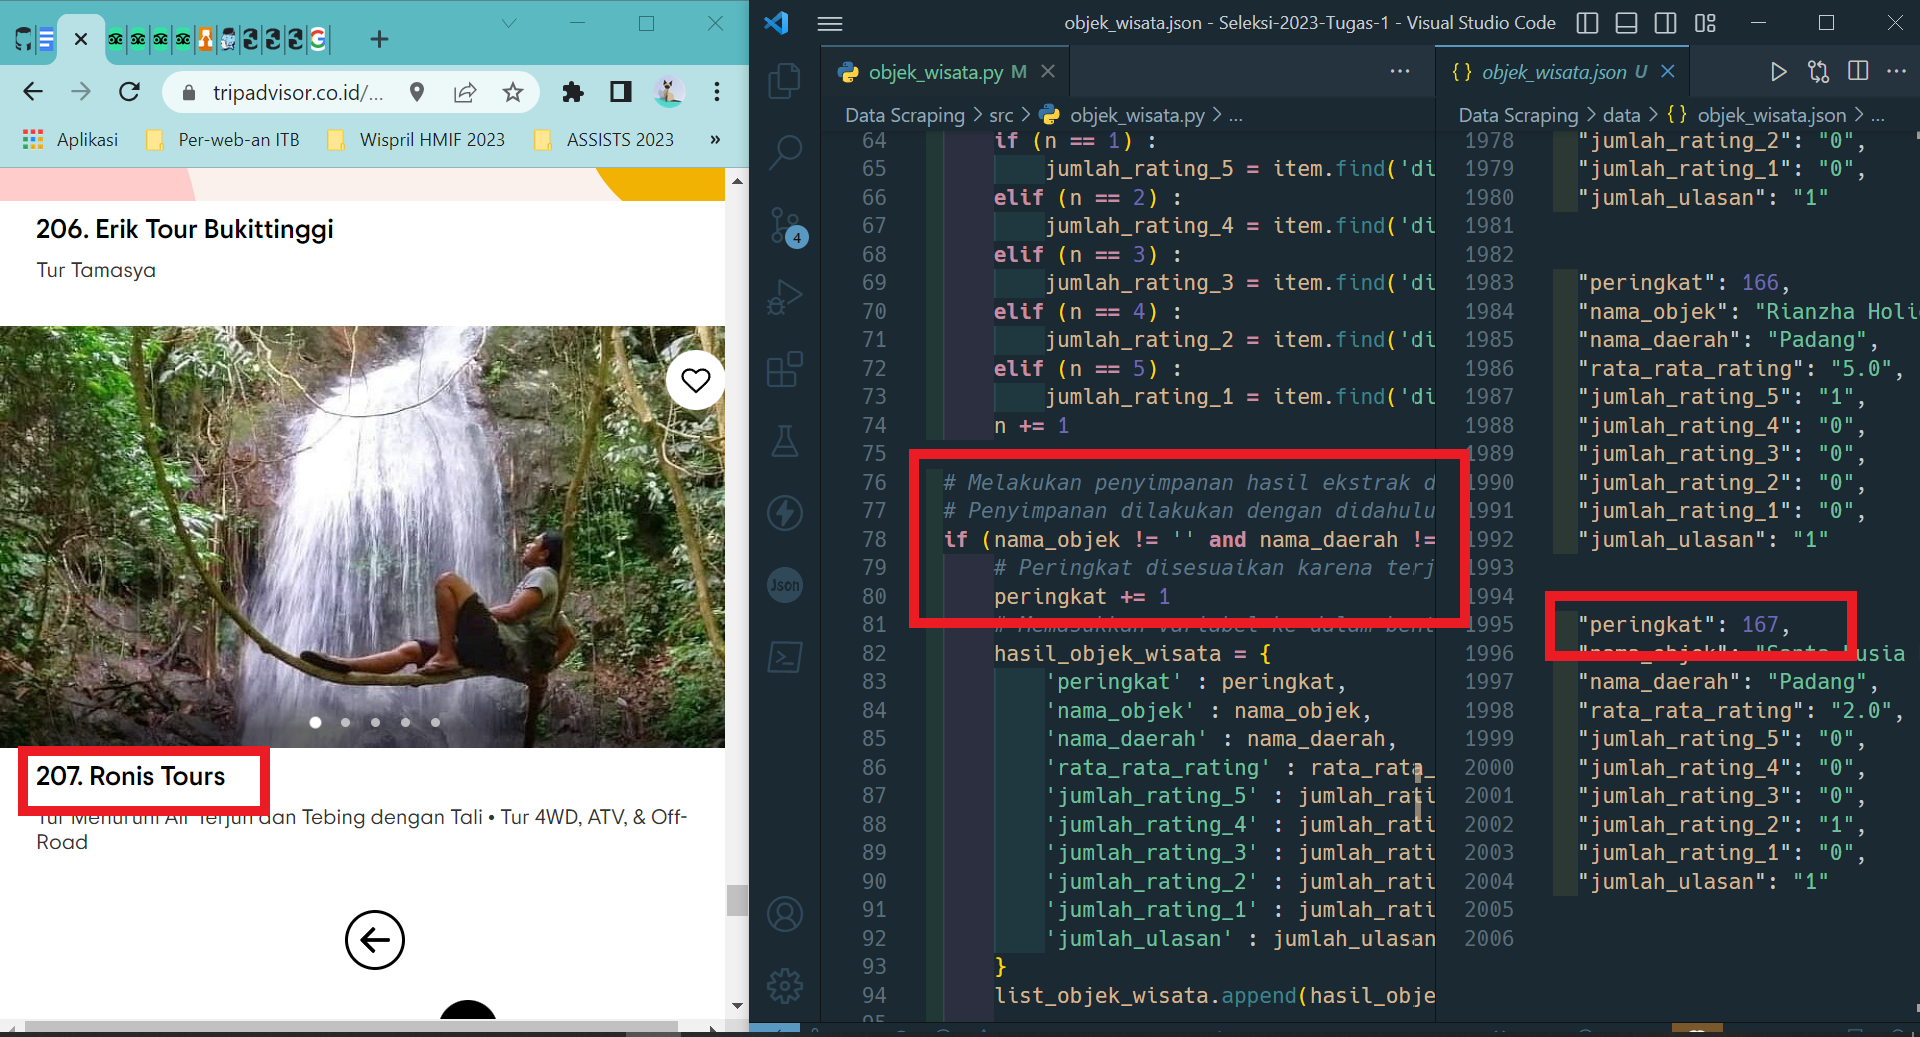 tripadvisor.co.id/...
Aplikasi
Per-web-an ITB
Wispril HMIF 2023
ASSISTS 2023
»
206. Erik Tour Bukittinggi
Tur Tamasya
207. Ronis Tours
Tur Menuruni Air Terjun dan Tebing dengan Tali • Tur 4WD, ATV, & Off-
Road
objek_wisata.json - Seleksi-2023-Tugas-1 - Visual Studio Code
4
Json
objek_wisata.py M
Data Scraping > src > objek_wisata.py > ...
64 if (n == 1) :
65 jumlah_rating_5 = item.find('di
66 elif (n == 2) :
67 jumlah_rating_4 = item.find('di
68 elif (n == 3) :
69 jumlah_rating_3 = item.find('di
70 elif (n == 4) :
71 jumlah_rating_2 = item.find('di
72 elif (n == 5) :
73 jumlah_rating_1 = item.find('di
74 n += 1
75
76 # Melakukan penyimpanan hasil ekstrak d
77 # Penyimpanan dilakukan dengan didahulu
78 if (nama_objek != '' and nama_daerah !=
79 # Peringkat disesuaikan karena terj
80 peringkat += 1
81 # Memasukkan variabel ke dalam bent
82 hasil_objek_wisata = {
83 'peringkat' : peringkat,
84 'nama_objek' : nama_objek,
85 'nama_daerah' : nama_daerah,
86 'rata_rata_rating' : rata_rata_
87 'jumlah_rating_5' : jumlah_rati
88 'jumlah_rating_4' : jumlah_rati
89 'jumlah_rating_3' : jumlah_rati
90 'jumlah_rating_2' : jumlah_rati
91 'jumlah_rating_1' : jumlah_rati
92 'jumlah_ulasan' : jumlah_ulasan
93 }
94 list_objek_wisata.append(hasil_obje
95
{} objek_wisata.json U
Data Scraping > data > {} objek_wisata.json > ...
1978 "jumlah_rating_2": "0",
1979 "jumlah_rating_1": "0",
1980 "jumlah_ulasan": "1"
1981
1982
1983 "peringkat": 166,
1984 "nama_objek": "Rianzha Holi
1985 "nama_daerah": "Padang",
1986 "rata_rata_rating": "5.0",
1987 "jumlah_rating_5": "1",
1988 "jumlah_rating_4": "0",
1989 "jumlah_rating_3": "0",
1990 "jumlah_rating_2": "0",
1991 "jumlah_rating_1": "0",
1992 "jumlah_ulasan": "1"
1993
1994
1995 "peringkat": 167,
1996 "nama_objek": "Santa Lusia
1997 "nama_daerah": "Padang",
1998 "rata_rata_rating": "2.0",
1999 "jumlah_rating_5": "0",
2000 "jumlah_rating_4": "0",
2001 "jumlah_rating_3": "0",
2002 "jumlah_rating_2": "1",
2003 "jumlah_rating_1": "0",
2004 "jumlah_ulasan": "1"
2005
2006